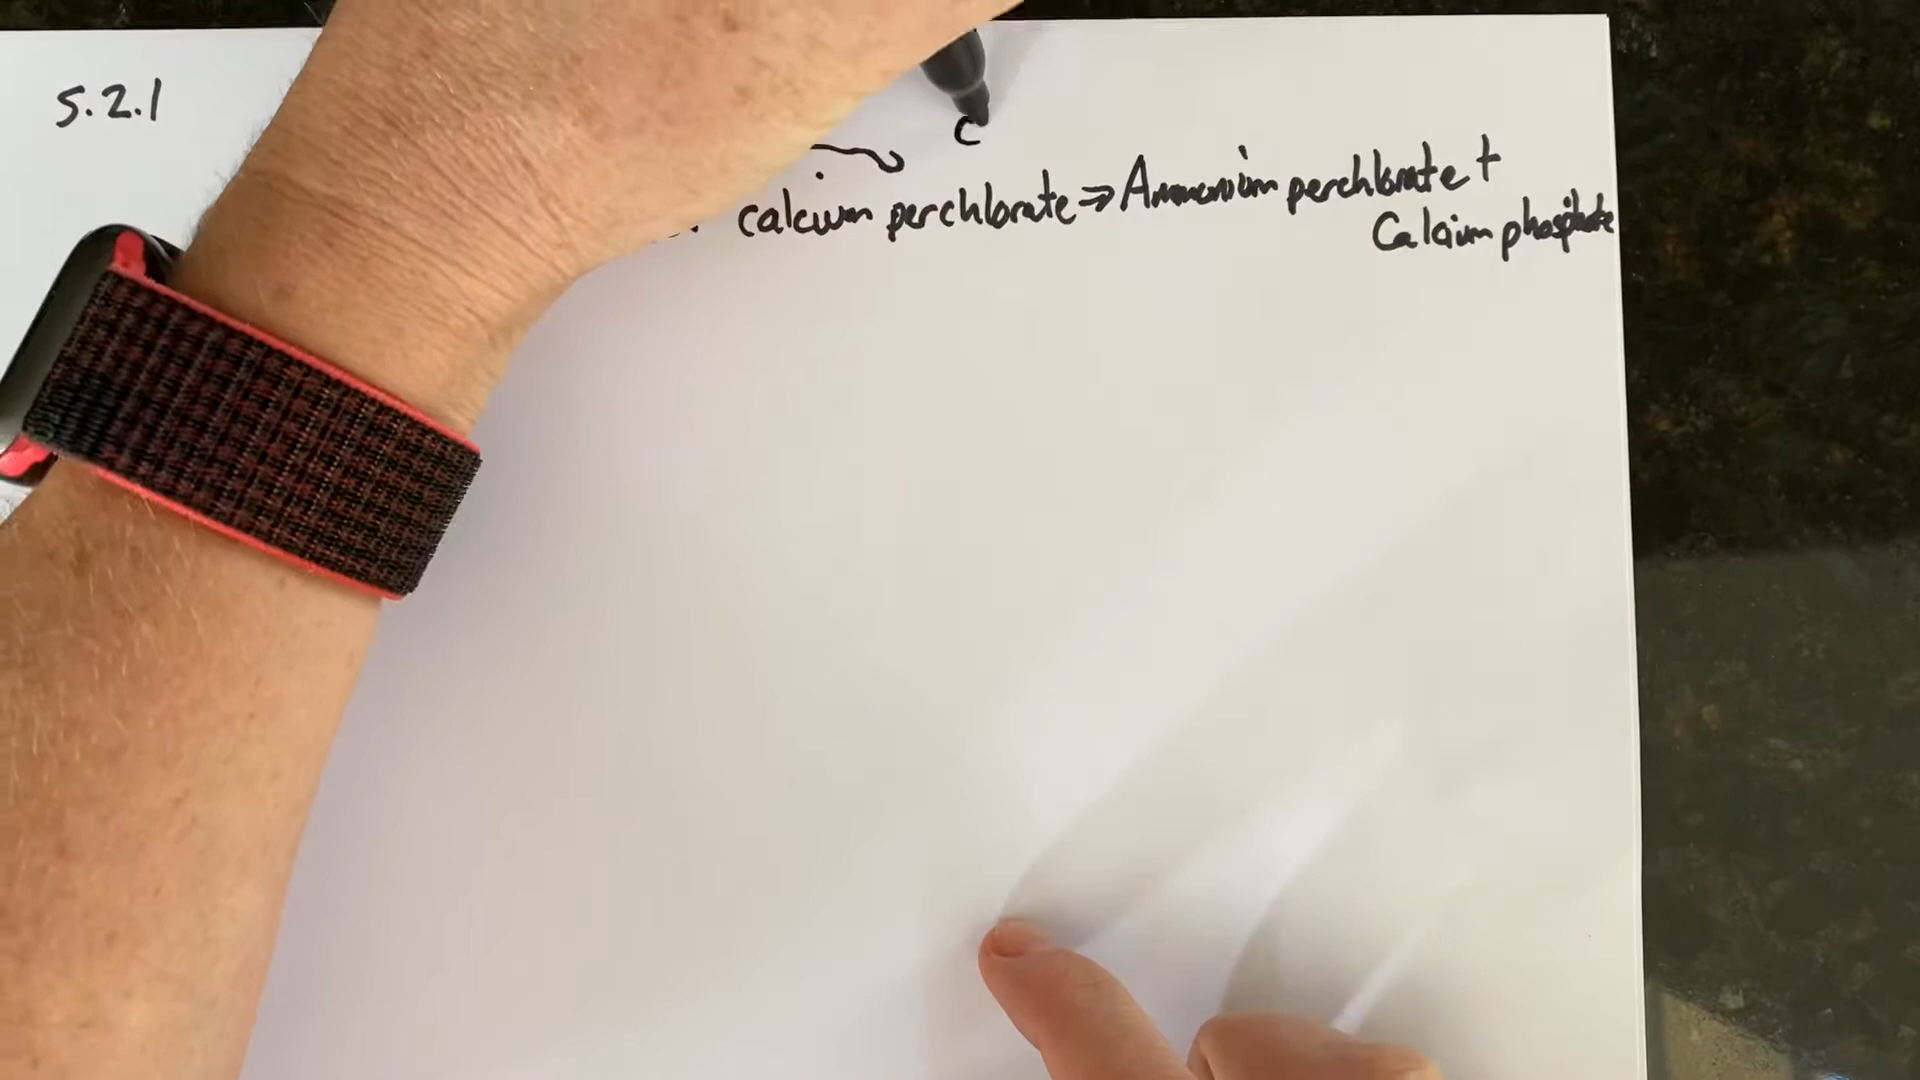 5.2.1
C
calcium perchlorate → Ammonium perchlorate +
Calcium phosphate